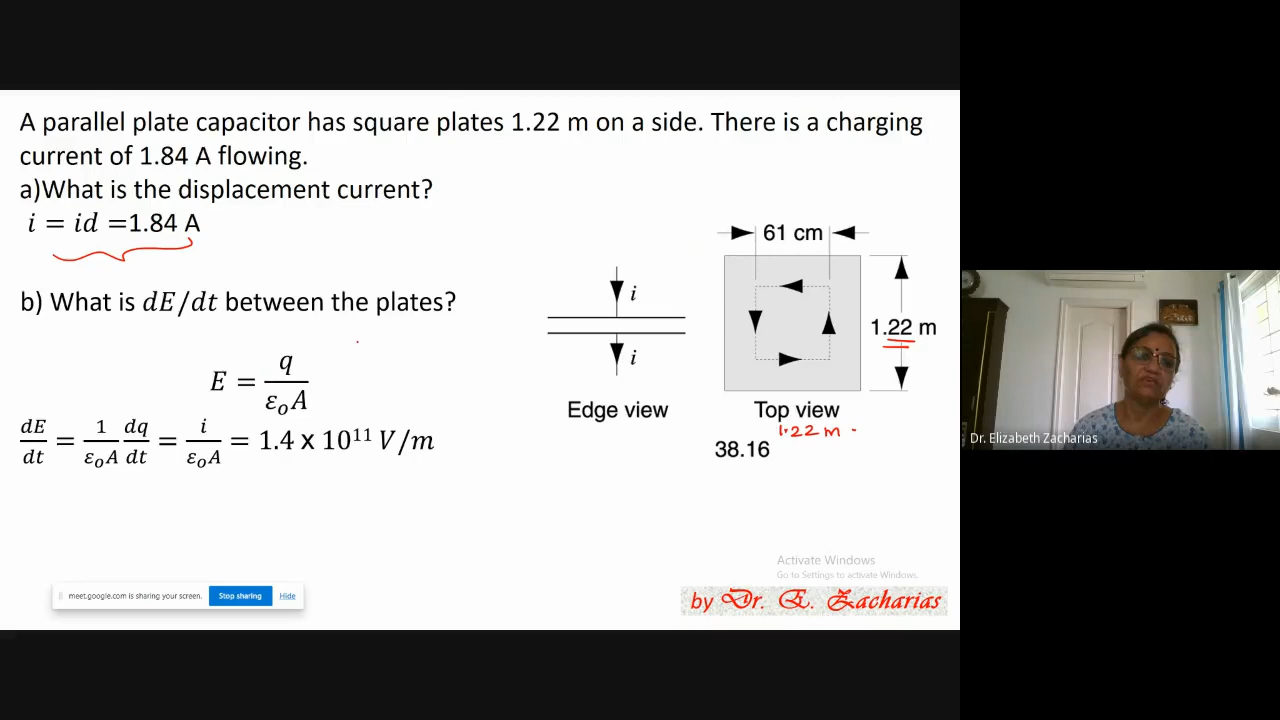 A parallel plate capacitor has square plates 1.22 m on a side. There is a charging
current of 1.84 A flowing.
a)What is the displacement current?
i = id =1.84 A
b) What is dE/dt between the plates?
E = q/ε₀A
dE/dt = 1/ε₀A dq/dt = i/ε₀A = 1.4 x 10¹¹ V/m
i
i
Edge view
61 cm
1.22 m
Top view
1.22 m
38.16
Activate Windows
Go to Settings to activate Windows.
meet.google.com is sharing your screen.
Stop sharing
Hide
by Dr. E. Zacharias
Dr. Elizabeth Zacharias